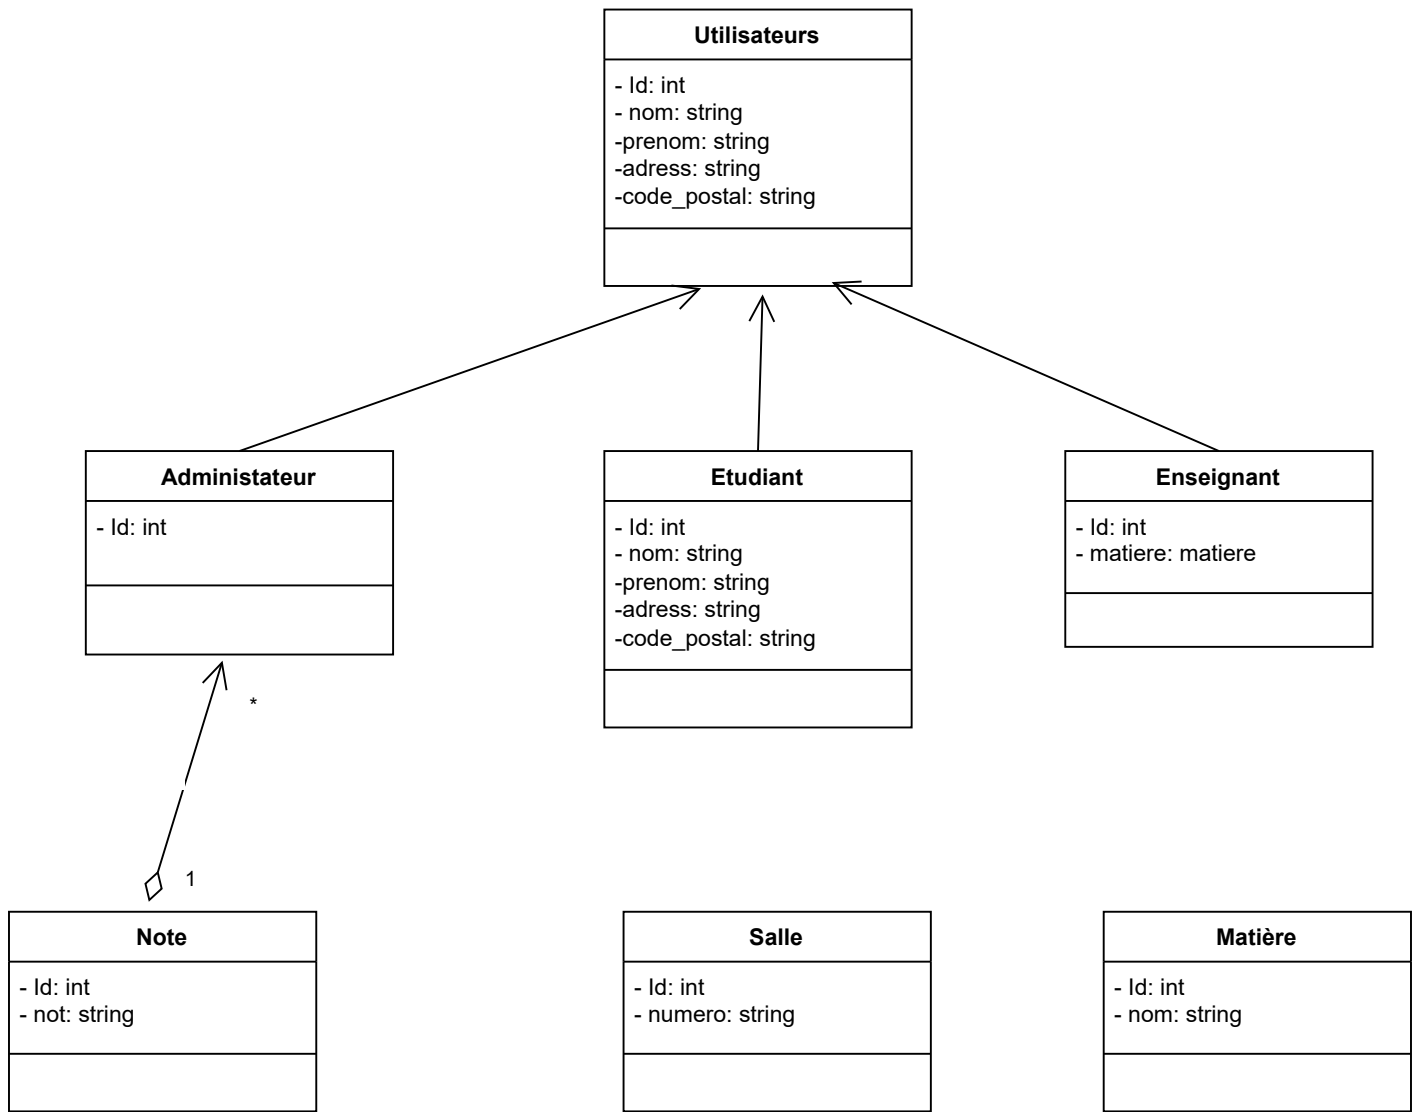 Utilisateurs
- Id: int
- nom: string
-prenom: string
-adress: string
-code_postal: string
Administateur
- Id: int
Etudiant
- Id: int
- nom: string
-prenom: string
-adress: string
-code_postal: string
Enseignant
- Id: int
- matiere: matiere
*
1
Note
- Id: int
- not: string
Salle
- Id: int
- numero: string
Matière
- Id: int
- nom: string